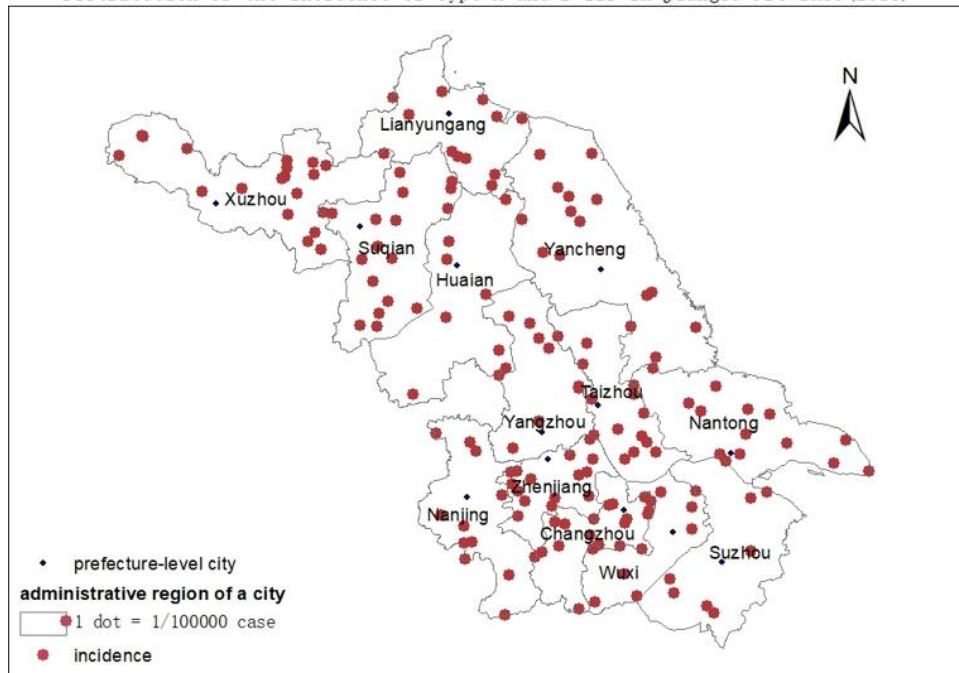 N
Lianyungang
Xuzhou
Suqian
Yancheng
Huaian
Taizhou
Yangzhou
Nantong
Zhenjiang
Nanjing
Changzhou
Suzhou
Wuxi
prefecture-level city
administrative region of a city
1 dot = 1/100000 case
incidence